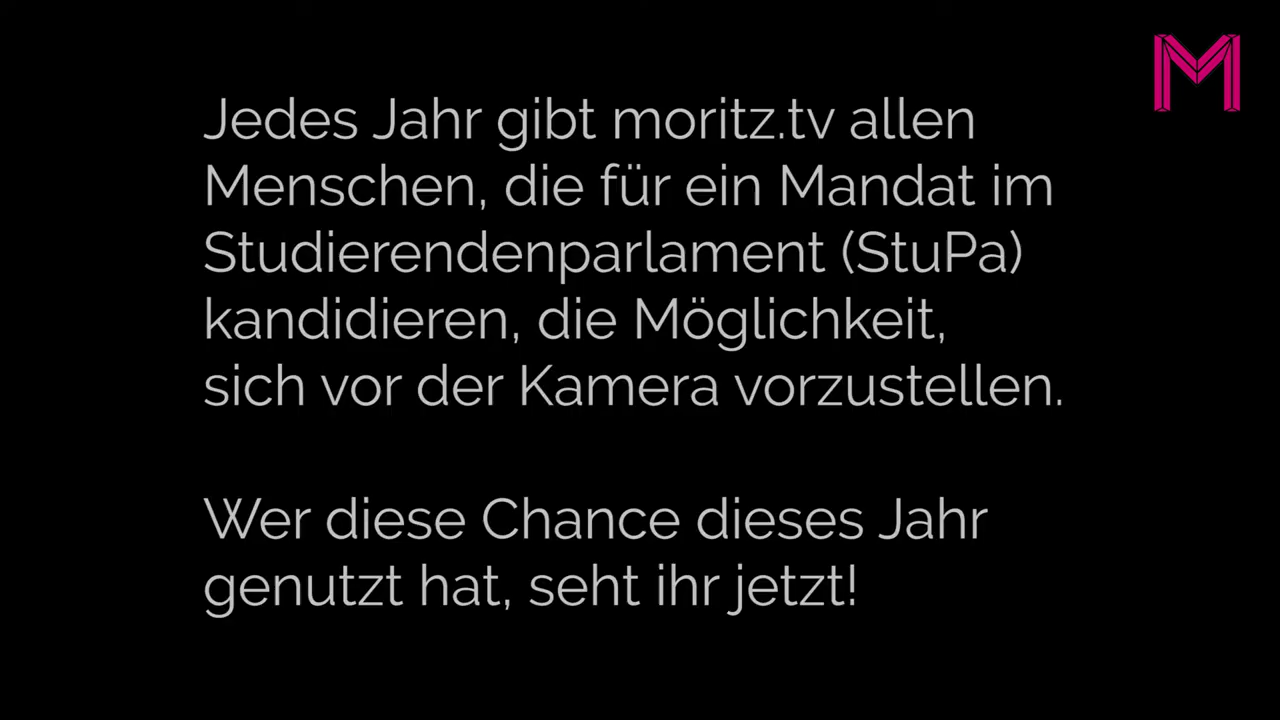 Jedes Jahr gibt moritz.tv allen
Menschen, die für ein Mandat im
Studierendenparlament (StuPa)
kandidieren, die Möglichkeit,
sich vor der Kamera vorzustellen.
Wer diese Chance dieses Jahr
genutzt hat, seht ihr jetzt!
M